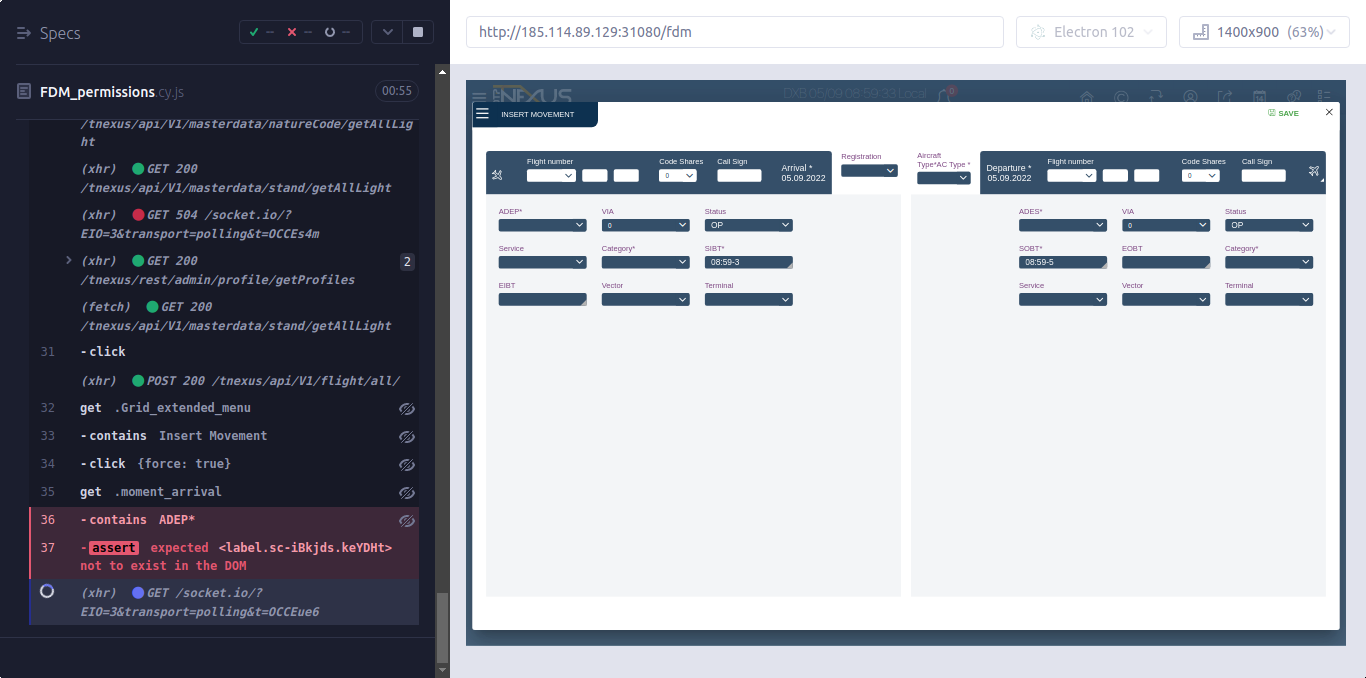 Specs
FDM_permissions.cy.js
00:55
/tnexus/api/V1/masterdata/natureCode/getAllLig
ht
(xhr) GET 200
/tnexus/api/V1/masterdata/stand/getAllLight
(xhr) GET 504 /socket.io/?
EIO=3&transport=polling&t=OCCEs4m
(xhr) GET 200
/tnexus/rest/admin/profile/getProfiles
2
(fetch) GET 200
/tnexus/api/V1/masterdata/stand/getAllLight
31 -click
(xhr) POST 200 /tnexus/api/V1/flight/all/
32 get .Grid_extended_menu
33 -contains Insert Movement
34 -click {force: true}
35 get .moment_arrival
36 -contains ADEP*
37 -assert expected <label.sc-iBkjds.keYDHt>
not to exist in the DOM
(xhr) GET /socket.io/?
EIO=3&transport=polling&t=OCCEue6
http://185.114.89.129:31080/fdm
Electron 102
1400x900 (63%)
NEXUS
DXB 05/09 08:59:33 Local
INSERT MOVEMENT
SAVE
Flight number
Code Shares
0
Call Sign
Arrival *
05.09.2022
Registration
Aircraft
Type*AC Type *
Departure *
05.09.2022
Flight number
Code Shares
0
Call Sign
ADEP*
VIA
0
Status
OP
Service
Category*
SIBT*
08:59-3
EIBT
Vector
Terminal
ADES*
VIA
0
Status
OP
SOBT*
08:59-5
EOBT
Category*
Service
Vector
Terminal